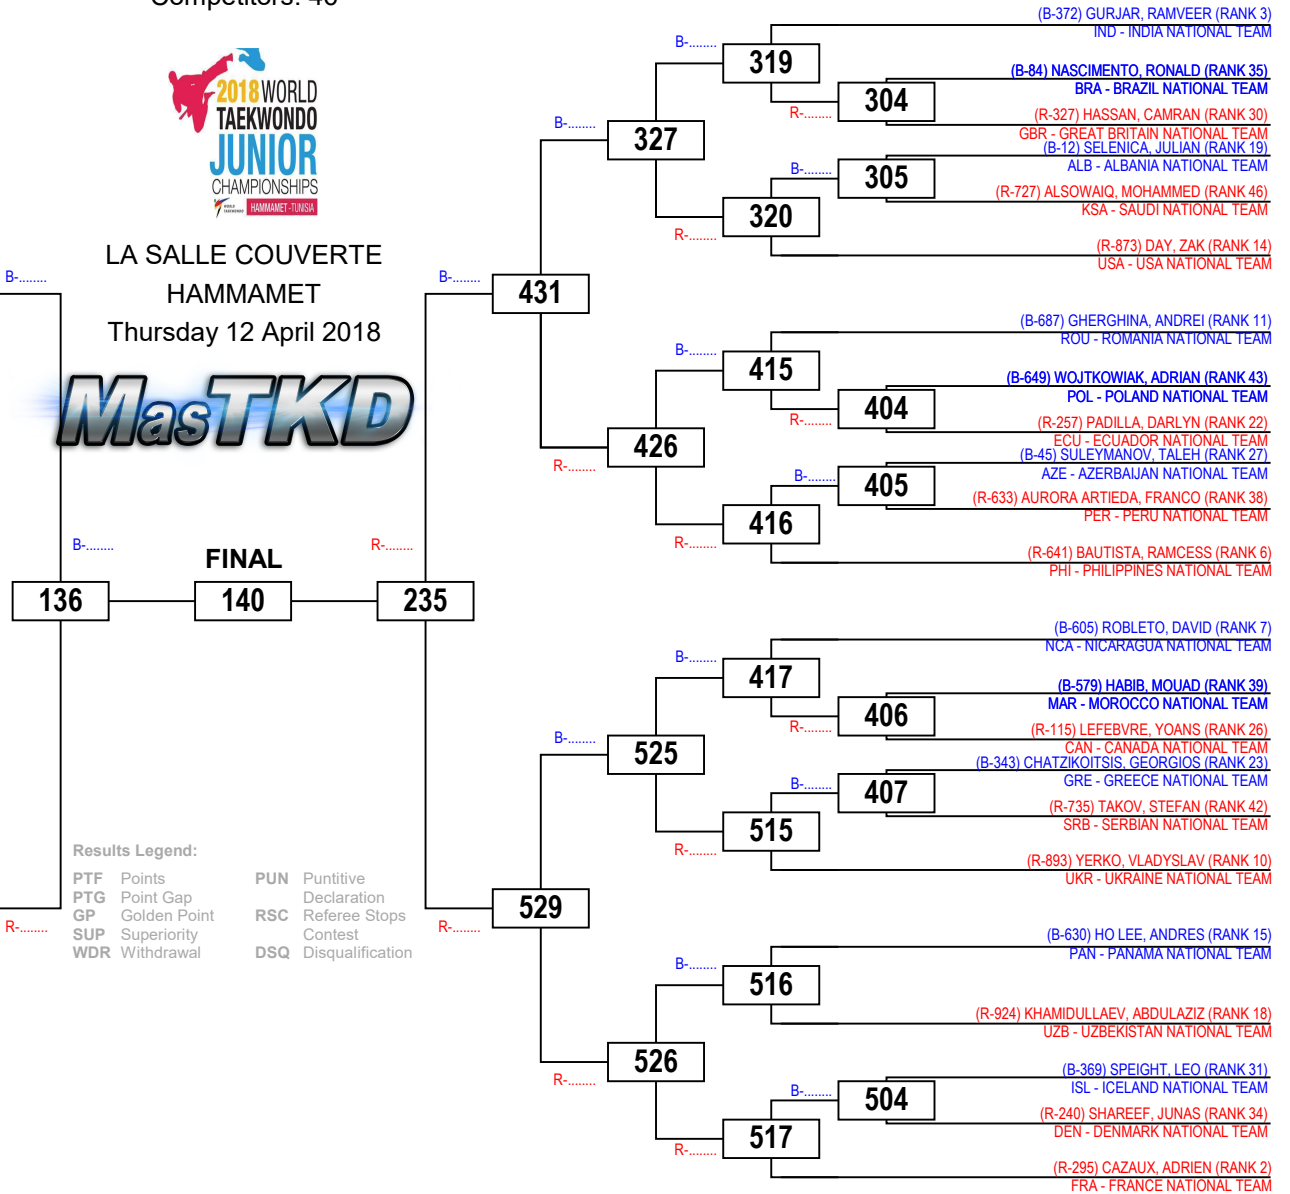 Competitors: 46
2018 WORLD
TAEKWONDO
JUNIOR
CHAMPIONSHIPS
WORLD
TAEKWONDO
HAMMAMET - TUNISIA
LA SALLE COUVERTE
HAMMAMET
Thursday 12 April 2018
MasTKD
B-........
R-........
B-........
R-........
FINAL
136
140
235
B-........
R-........
431
529
B-........
R-........
B-........
R-........
327
426
525
526
B-........
R-........
B-........
R-........
B-........
R-........
B-........
R-........
319
320
415
416
417
515
516
517
R-........
B-........
R-........
B-........
R-........
B-........
B-........
304
305
404
405
406
407
504
(B-372) GURJAR, RAMVEER (RANK 3)
IND - INDIA NATIONAL TEAM
(B-84) NASCIMENTO, RONALD (RANK 35)
BRA - BRAZIL NATIONAL TEAM
(R-327) HASSAN, CAMRAN (RANK 30)
GBR - GREAT BRITAIN NATIONAL TEAM
(B-12) SELENICA, JULIAN (RANK 19)
ALB - ALBANIA NATIONAL TEAM
(R-727) ALSOWAIQ, MOHAMMED (RANK 46)
KSA - SAUDI NATIONAL TEAM
(R-873) DAY, ZAK (RANK 14)
USA - USA NATIONAL TEAM
(B-687) GHERGHINA, ANDREI (RANK 11)
ROU - ROMANIA NATIONAL TEAM
(B-649) WOJTKOWIAK, ADRIAN (RANK 43)
POL - POLAND NATIONAL TEAM
(R-257) PADILLA, DARLYN (RANK 22)
ECU - ECUADOR NATIONAL TEAM
(B-45) SULEYMANOV, TALEH (RANK 27)
AZE - AZERBAIJAN NATIONAL TEAM
(R-633) AURORA ARTIEDA, FRANCO (RANK 38)
PER - PERU NATIONAL TEAM
(R-641) BAUTISTA, RAMCESS (RANK 6)
PHI - PHILIPPINES NATIONAL TEAM
(B-605) ROBLETO, DAVID (RANK 7)
NCA - NICARAGUA NATIONAL TEAM
(B-579) HABIB, MOUAD (RANK 39)
MAR - MOROCCO NATIONAL TEAM
(R-115) LEFEBVRE, YOANS (RANK 26)
CAN - CANADA NATIONAL TEAM
(B-343) CHATZIKOITSIS, GEORGIOS (RANK 23)
GRE - GREECE NATIONAL TEAM
(R-735) TAKOV, STEFAN (RANK 42)
SRB - SERBIAN NATIONAL TEAM
(R-893) YERKO, VLADYSLAV (RANK 10)
UKR - UKRAINE NATIONAL TEAM
(B-630) HO LEE, ANDRES (RANK 15)
PAN - PANAMA NATIONAL TEAM
(R-924) KHAMIDULLAEV, ABDULAZIZ (RANK 18)
UZB - UZBEKISTAN NATIONAL TEAM
(B-369) SPEIGHT, LEO (RANK 31)
ISL - ICELAND NATIONAL TEAM
(R-240) SHAREEF, JUNAS (RANK 34)
DEN - DENMARK NATIONAL TEAM
(R-295) CAZAUX, ADRIEN (RANK 2)
FRA - FRANCE NATIONAL TEAM
Results Legend:
PTF Points
PTG Point Gap
GP Golden Point
SUP Superiority
WDR Withdrawal
PUN Puntitive
Declaration
RSC Referee Stops
Contest
DSQ Disqualification